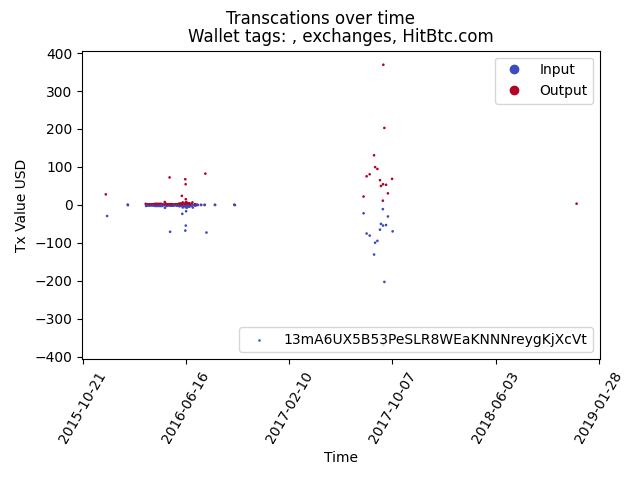 Transcations over time
Wallet tags: , exchanges, HitBtc.com
400
300
200
100
0
−100
−200
−300
−400
Tx Value USD
Input
Output
13mA6UX5B53PeSLR8WEaKNNNreygKjXcVt
2015-10-21
2016-06-16
2017-02-10
2017-10-07
2018-06-03
2019-01-28
Time